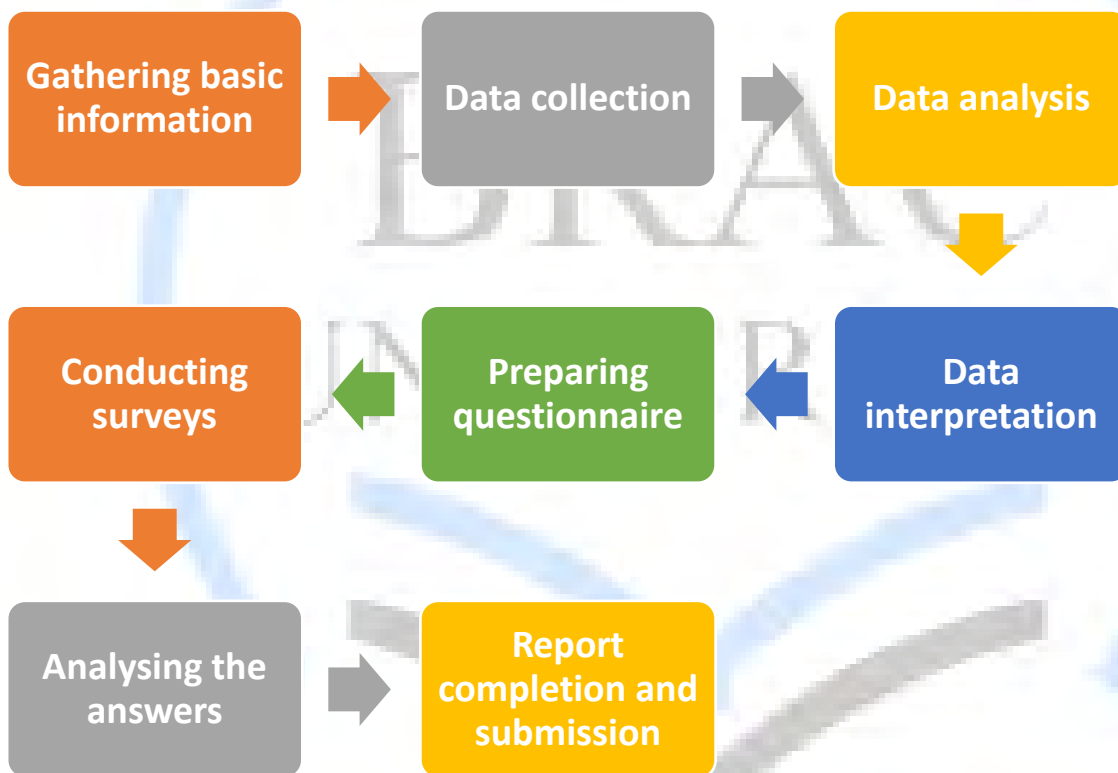 Gathering basic
information
Data collection
Data analysis
BRAC
Data
interpretation
Preparing
questionnaire
Conducting
surveys
Analysing the
answers
Report
completion and
submission